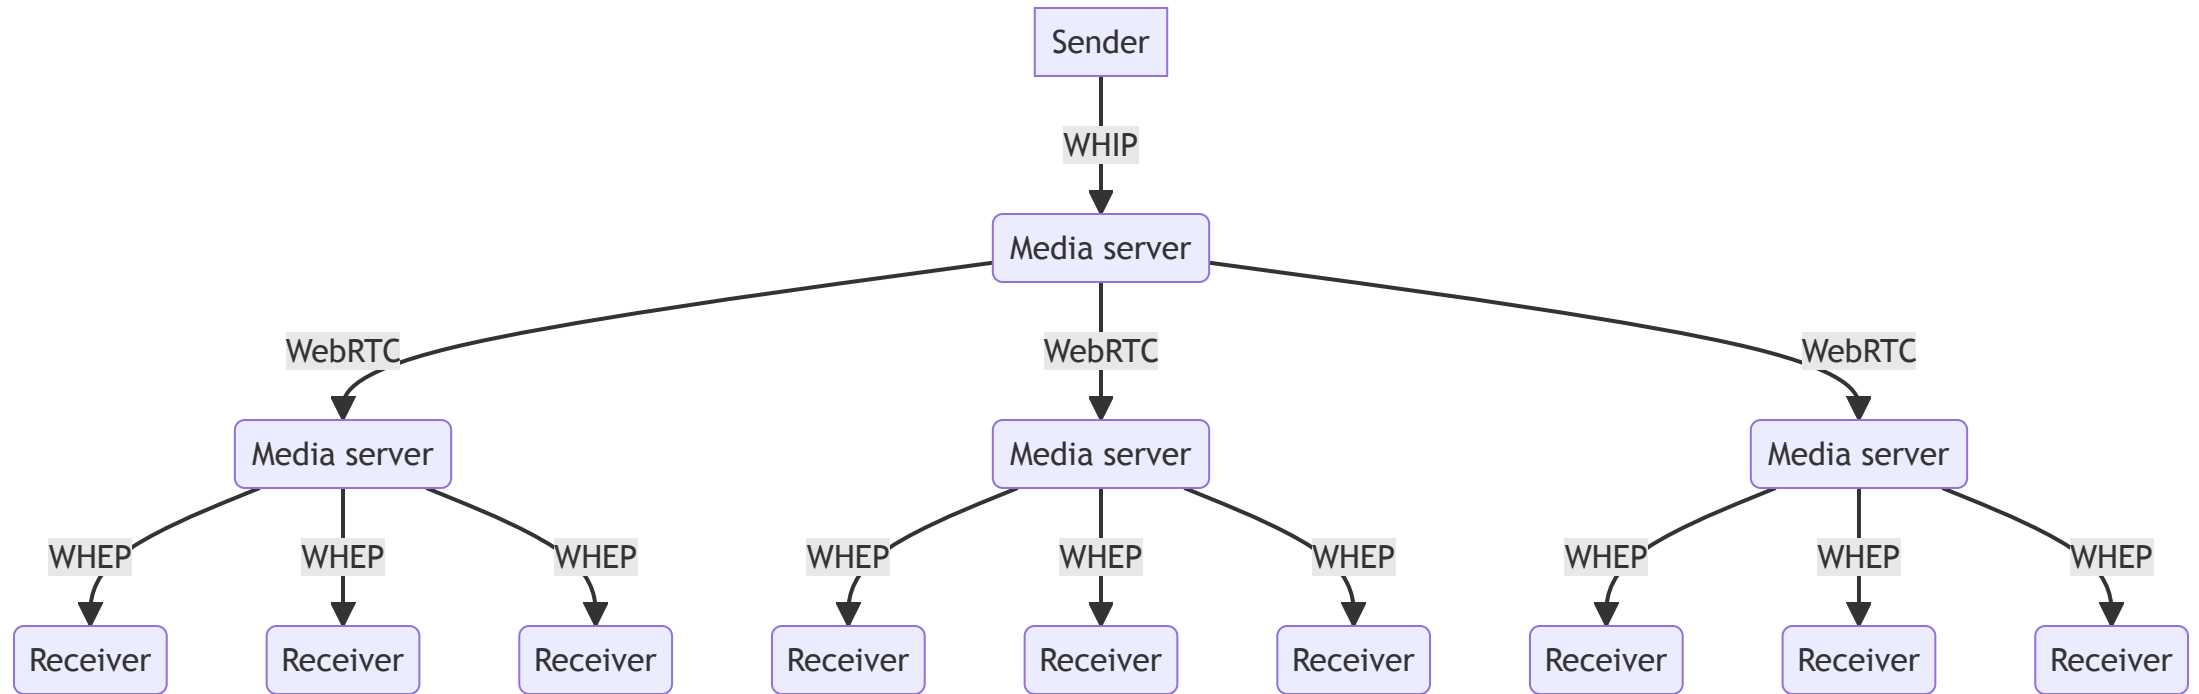 Sender
WHIP
Media server
WebRTC WebRTC WebRTC
Media server Media server Media server
WHEP WHEP WHEP WHEP WHEP WHEP WHEP WHEP WHEP
Receiver Receiver Receiver Receiver Receiver Receiver Receiver Receiver Receiver